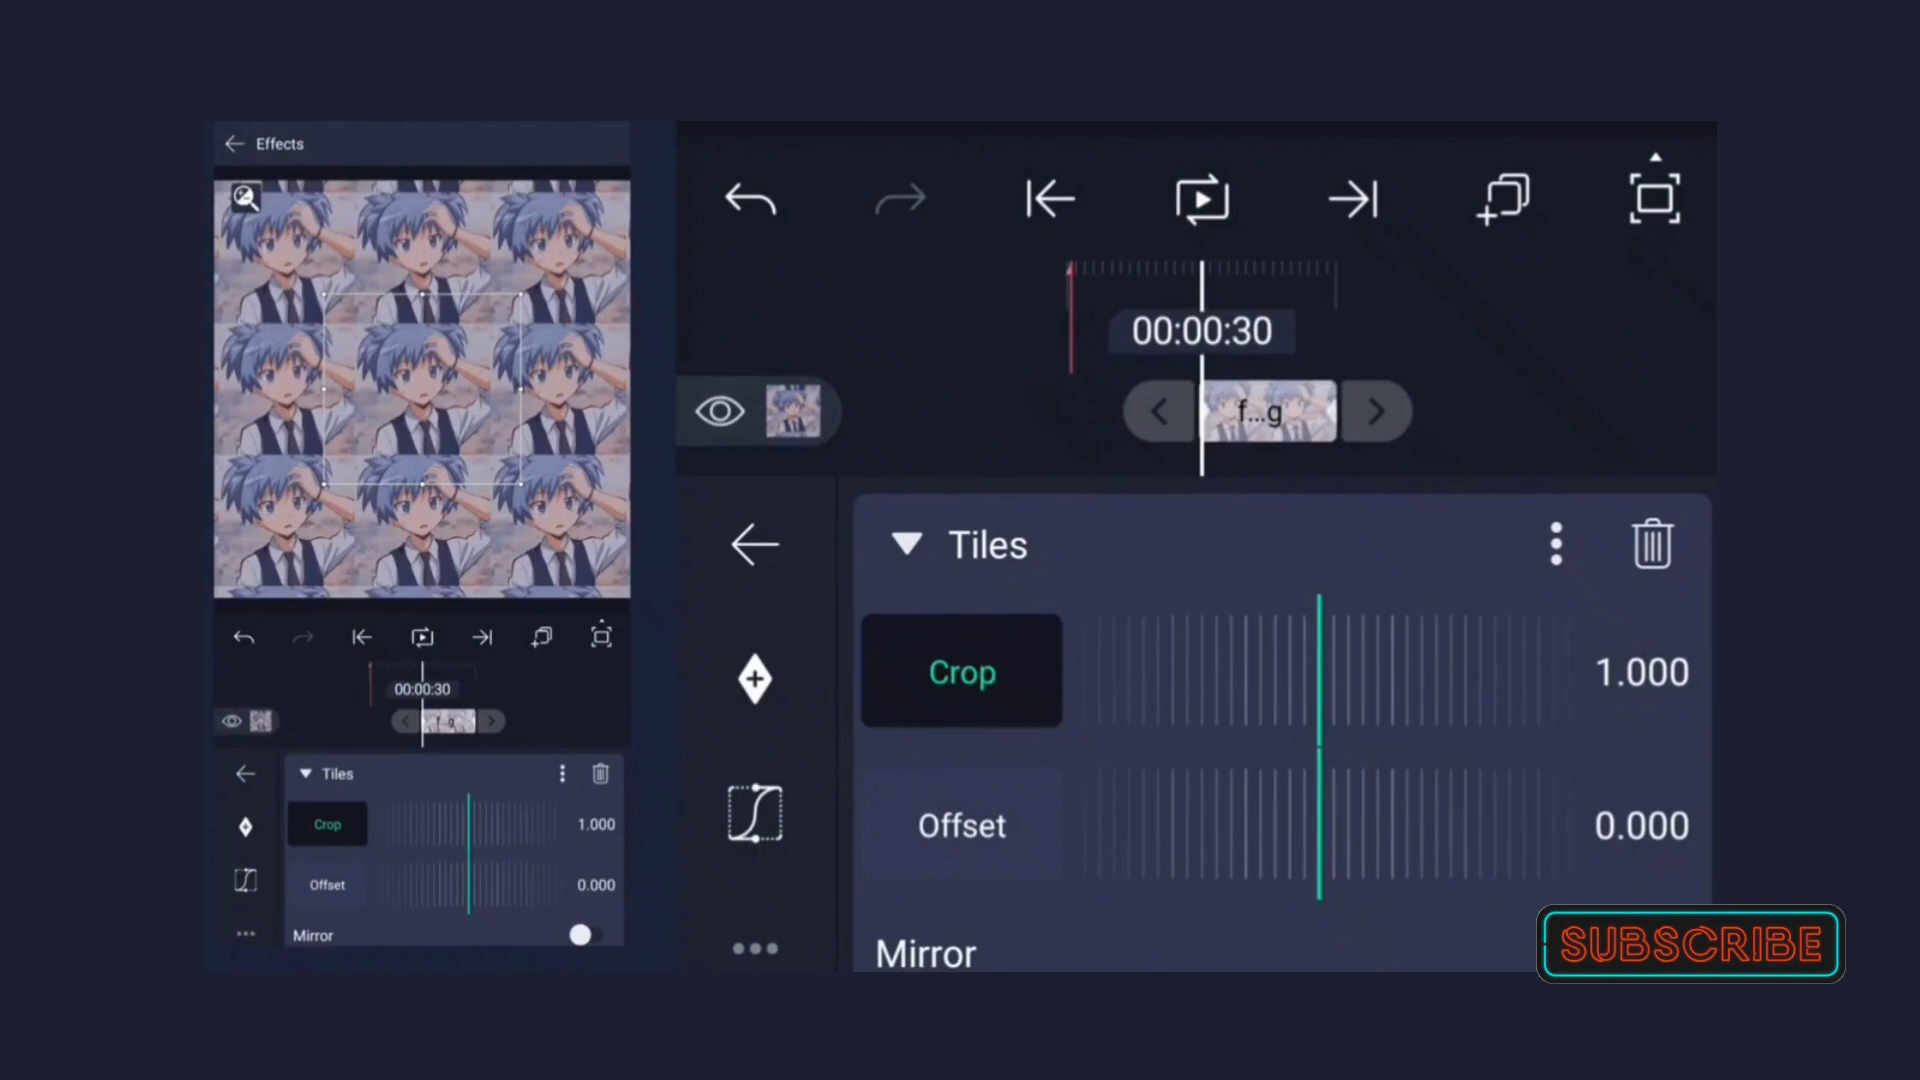 Effects
00:00:30
f...g
Tiles
Crop
1.000
Offset
0.000
Mirror
00:00:30
f...g
Tiles
Crop
1.000
Offset
0.000
Mirror
SUBSCRIBE